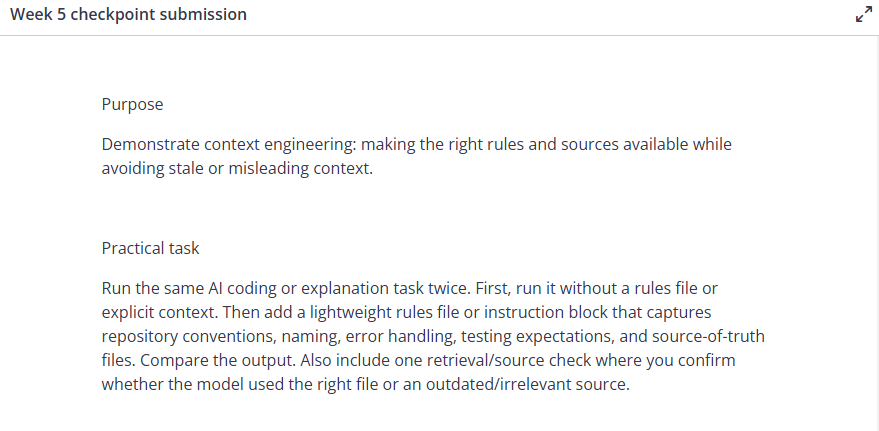 Week 5 checkpoint submission
Purpose
Demonstrate context engineering: making the right rules and sources available while
avoiding stale or misleading context.
Practical task
Run the same AI coding or explanation task twice. First, run it without a rules file or
explicit context. Then add a lightweight rules file or instruction block that captures
repository conventions, naming, error handling, testing expectations, and source-of-truth
files. Compare the output. Also include one retrieval/source check where you confirm
whether the model used the right file or an outdated/irrelevant source.